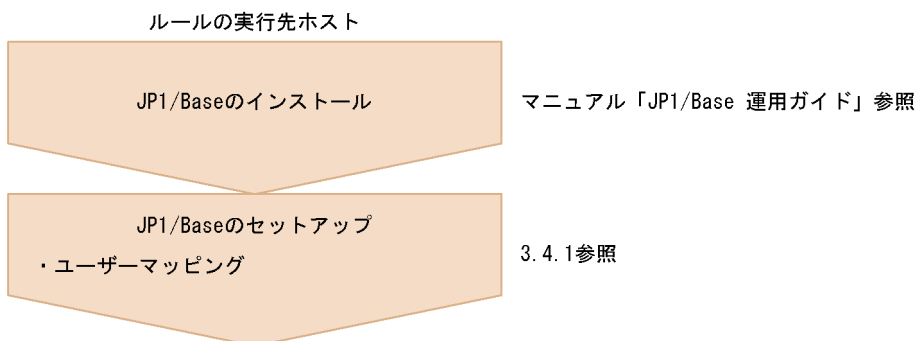 ルールの実行先ホスト
JP1/Baseのインストール
マニュアル「JP1/Base 運用ガイド」参照
JP1/Baseのセットアップ
・ユーザーマッピング
3.4.1参照